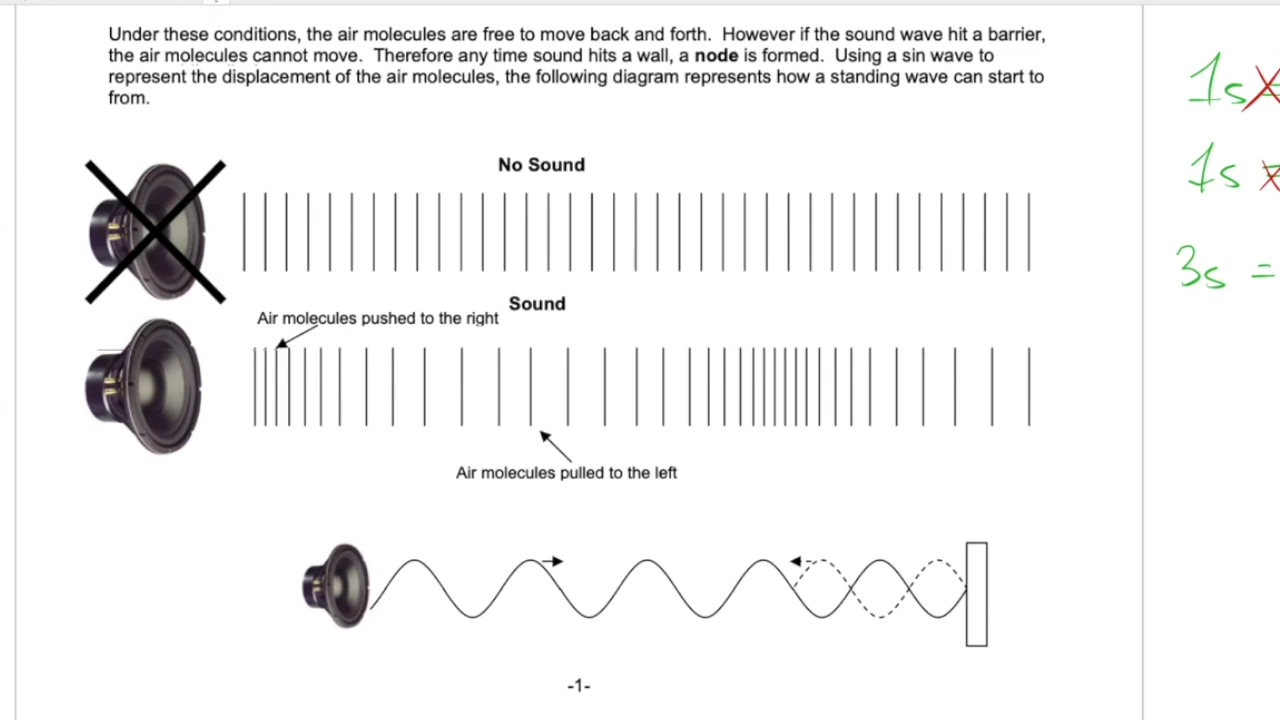 Under these conditions, the air molecules are free to move back and forth. However if the sound wave hit a barrier,
the air molecules cannot move. Therefore any time sound hits a wall, a node is formed. Using a sin wave to
represent the displacement of the air molecules, the following diagram represents how a standing wave can start to
from.
1s
No Sound
1s
3s =
Sound
Air molecules pushed to the right
Air molecules pulled to the left
-1-